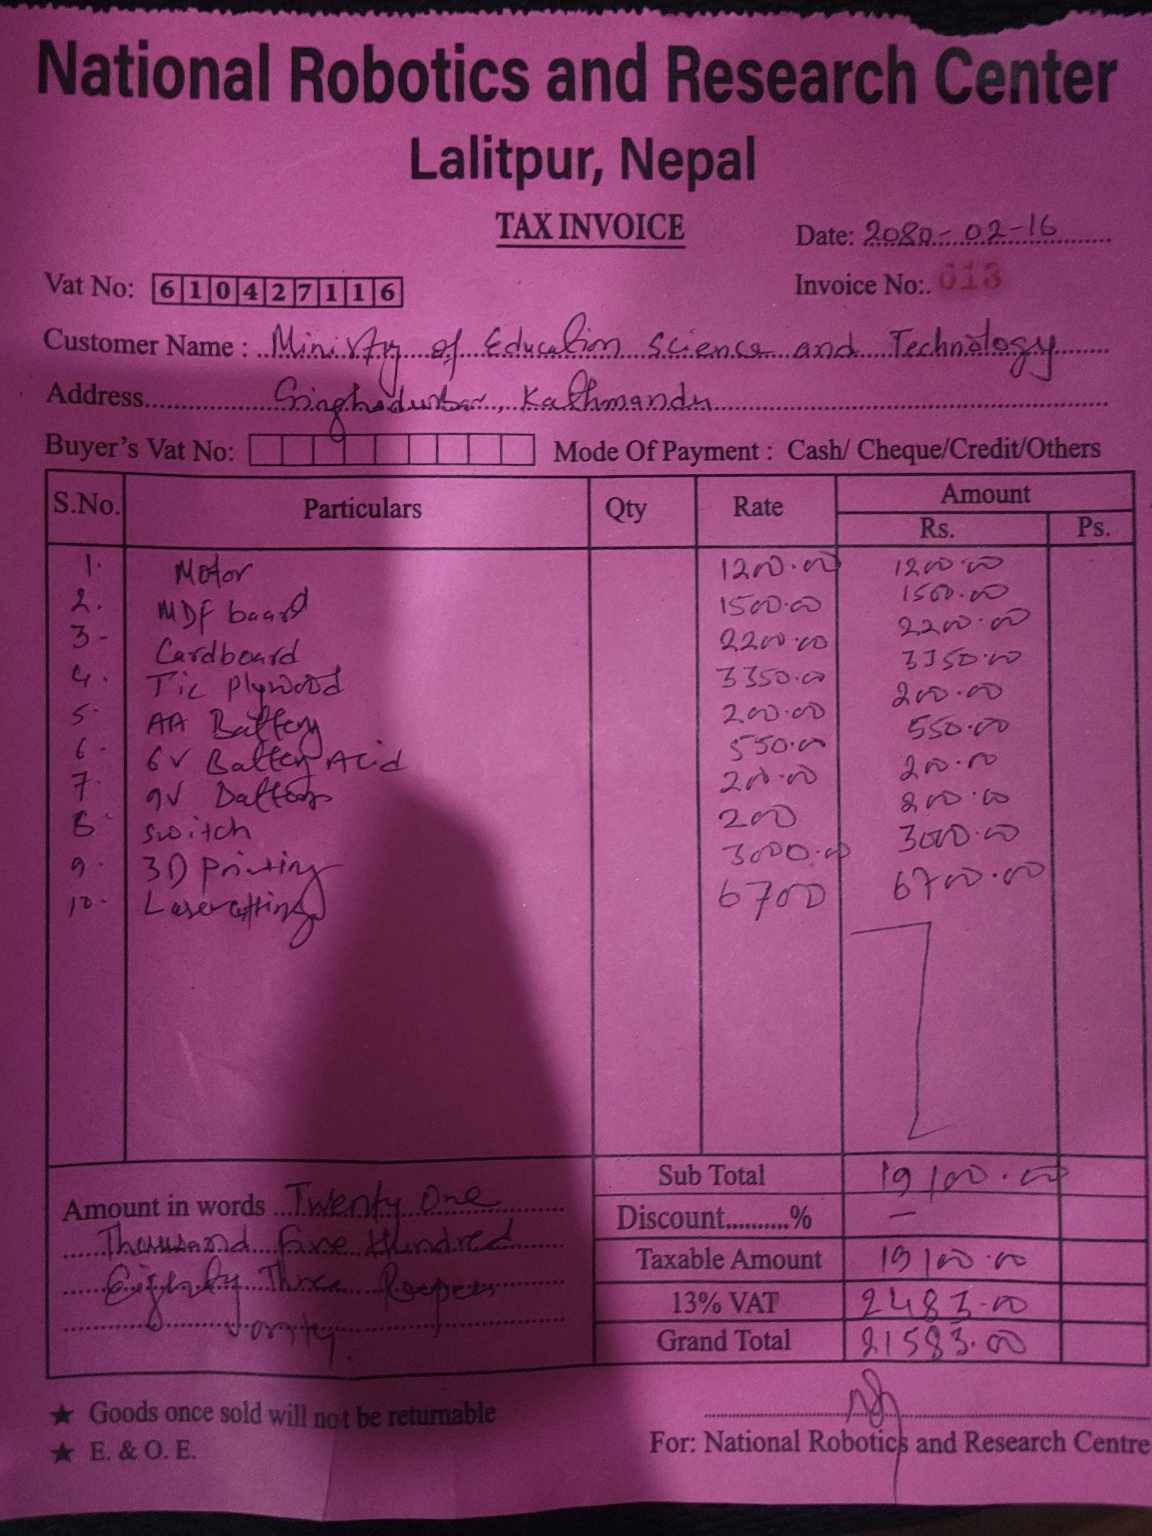 National Robotics and Research Center
Lalitpur, Nepal
TAX INVOICE
Date: 2080-02-16
Vat No: 610427116
Invoice No:. 013
Customer Name : Ministry of Education Science and Technology
Address Singhadurbar, Kathmandu
Buyer's Vat No: Mode Of Payment : Cash/ Cheque/Credit/Others
S.No. Particulars Qty Rate Amount
Rs. Ps.
1. Motor 1200.00 1200.00
2. MDF board 1500.00 1500.00
3- Cardboard 2200.00 2200.00
4. Tic Plywood 3350.00 3350.00
5- AA Battery 200.00 200.00
6- 6V Battery Acid 550.00 550.00
7- 9V Battery 200.00 200.00
8- Switch 200 200.00
9- 3D Printing 3000.00 3000.00
10- Lasercutting 6700 6700.00
Sub Total 19100.00
Amount in words Twenty One
Discount..........% —
Thousand Five Hundred
Taxable Amount 19100.00
Eighty Three Rupees
13% VAT 2483.00
only.
Grand Total 21583.00
★ Goods once sold will not be returnable
★ E. & O. E.
For: National Robotics and Research Centre